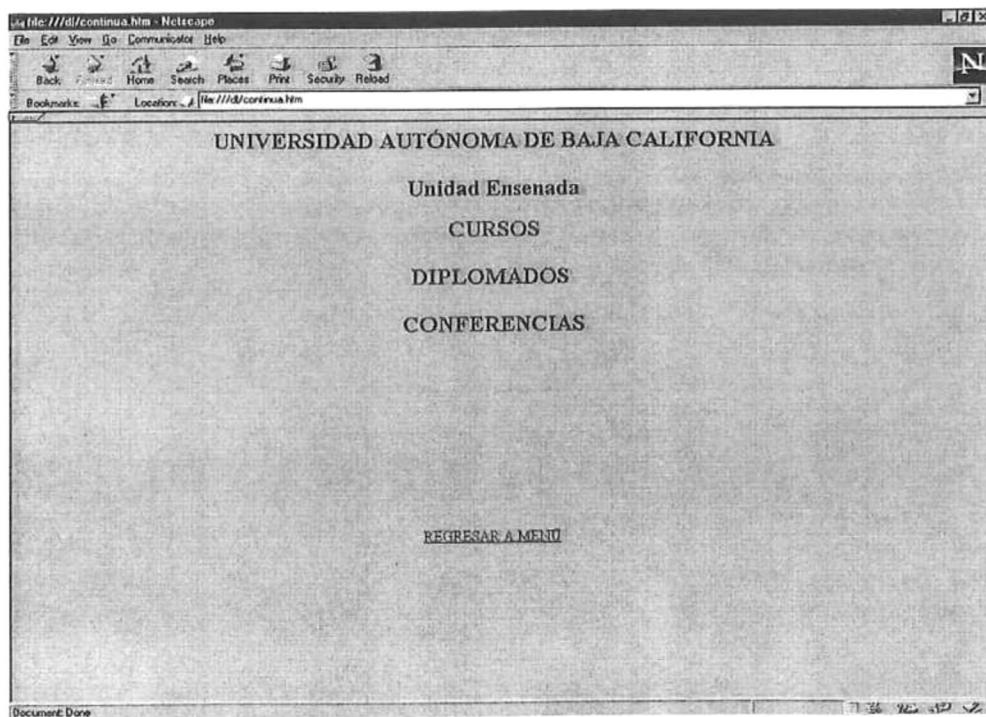 file:///d|/continua.htm - Netscape
File Edit View Go Communicator Help
Back Forward Home Search Places Print Security Reload
Bookmarks Location: file:///d|/continua.htm
N
UNIVERSIDAD AUTÓNOMA DE BAJA CALIFORNIA
Unidad Ensenada
CURSOS
DIPLOMADOS
CONFERENCIAS
REGRESAR A MENÚ
Document: Done